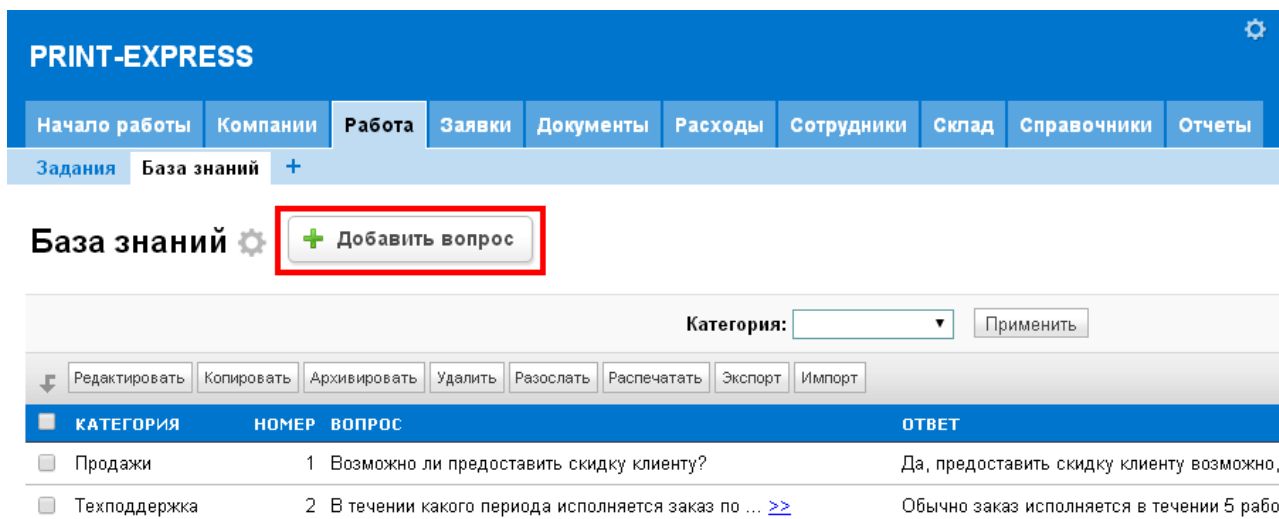 PRINT-EXPRESS
Начало работы Компании Работа Заявки Документы Расходы Сотрудники Склад Справочники Отчеты
Задания База знаний +
База знаний Добавить вопрос
Категория: Применить
Редактировать Копировать Архивировать Удалить Разослать Распечатать Экспорт Импорт
КАТЕГОРИЯ НОМЕР ВОПРОС ОТВЕТ
Продажи 1 Возможно ли предоставить скидку клиенту? Да, предоставить скидку клиенту возможно,
Техподдержка 2 В течении какого периода исполняется заказ по ... >> Обычно заказ исполняется в течении 5 рабо